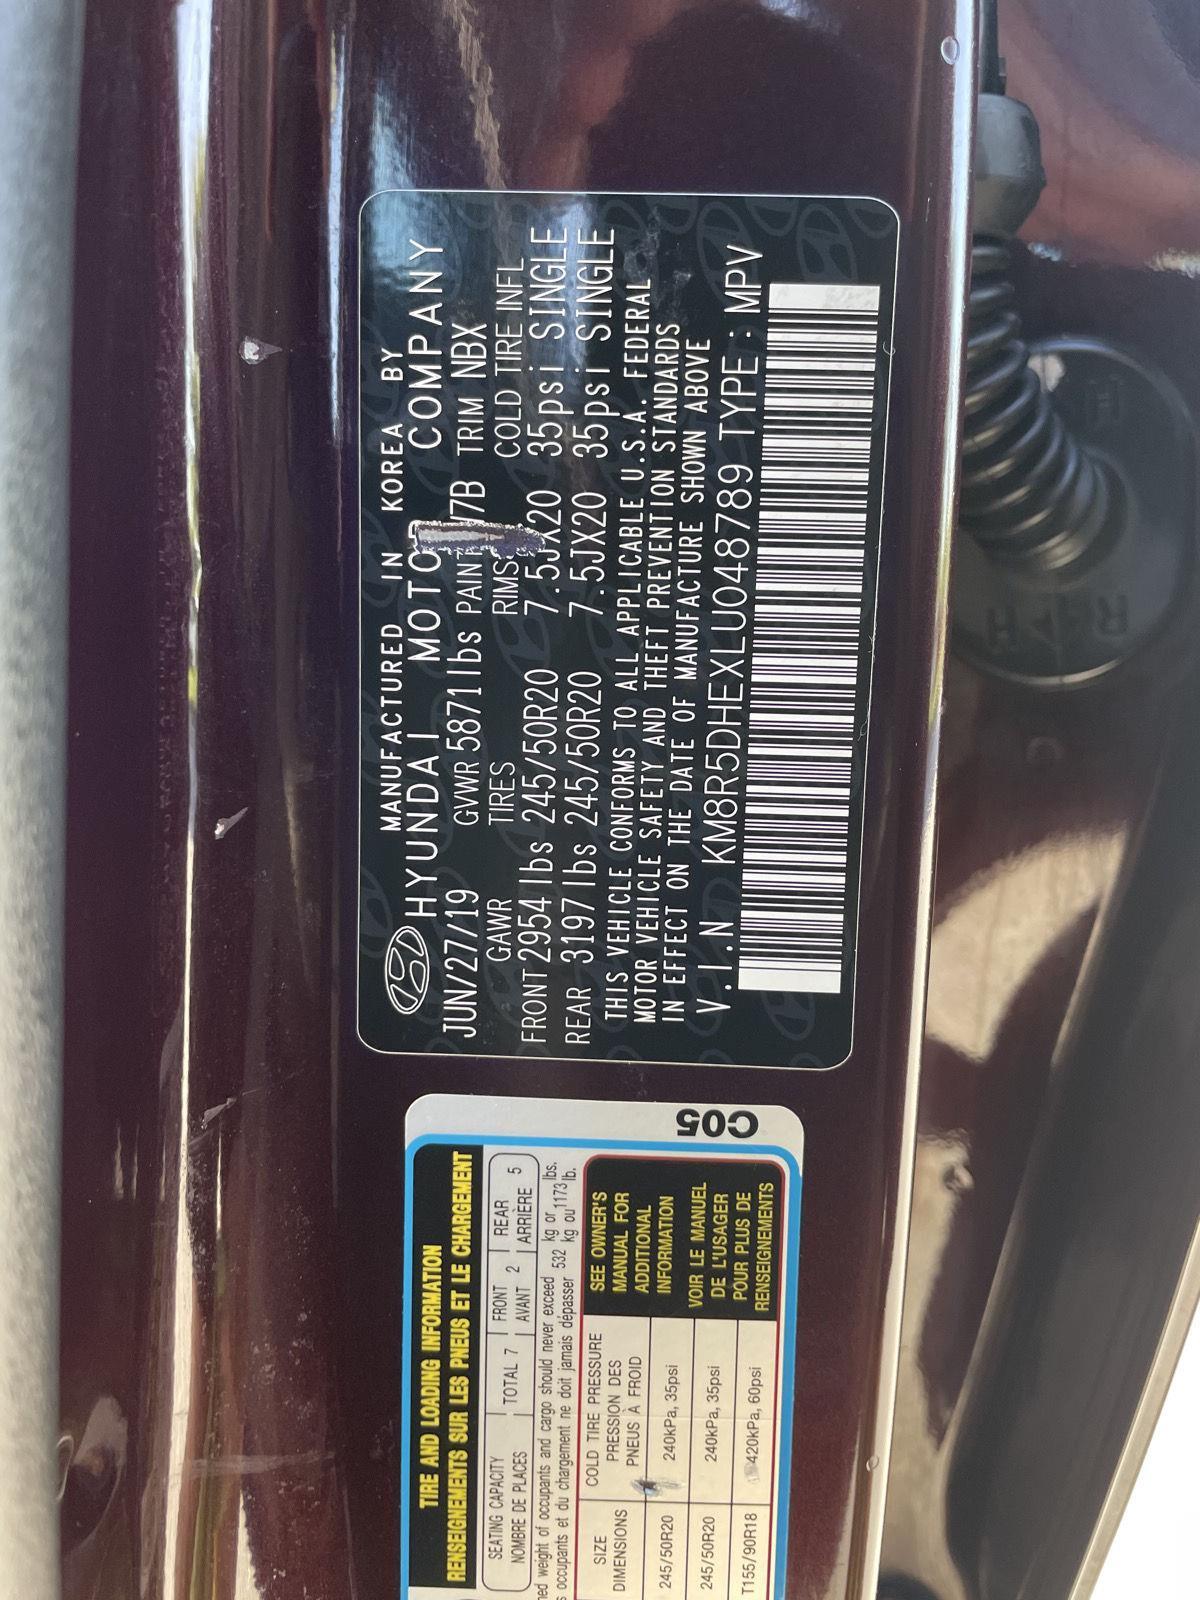 MANUFACTURED IN KOREA BY
HYUNDAI MOTO COMPANY
JUN/27/19 GVWR 5871 lbs PAINT 7B TRIM NBX
GAWR TIRES RIMS COLD TIRE INFL
FRONT 2954 lbs 245/50R20 7.5JX20 35psi SINGLE
REAR 3197 lbs 245/50R20 7.5JX20 35psi SINGLE
THIS VEHICLE CONFORMS TO ALL APPLICABLE U.S.A. FEDERAL
MOTOR VEHICLE SAFETY AND THEFT PREVENTION STANDARDS
IN EFFECT ON THE DATE OF MANUFACTURE SHOWN ABOVE
V.I.N KM8R5DHEXLU048789 TYPE : MPV
C05
TIRE AND LOADING INFORMATION
RENSEIGNEMENTS SUR LES PNEUS ET LE CHARGEMENT
SEATING CAPACITY
NOMBRE DE PLACES
TOTAL 7
FRONT
AVANT 2
REAR
ARRIÈRE 5
weight of occupants and cargo should never exceed 532 kg or 1173 lbs.
occupants et du chargement ne doit jamais dépasser 532 kg ou 1173 lb.
SIZE
DIMENSIONS
COLD TIRE PRESSURE
PRESSION DES
PNEUS À FROID
245/50R20 240kPa, 35psi
245/50R20 240kPa, 35psi
T155/90R18 420kPa, 60psi
SEE OWNER'S
MANUAL FOR
ADDITIONAL
INFORMATION
VOIR LE MANUEL
DE L'USAGER
POUR PLUS DE
RENSEIGNEMENTS